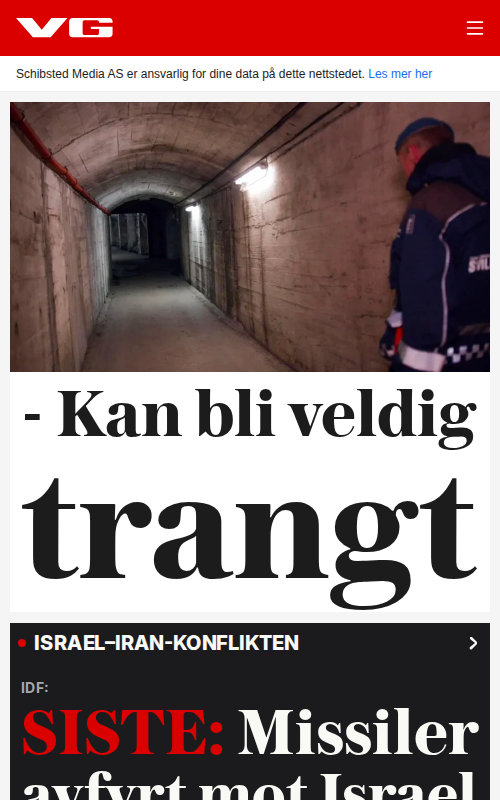 VG
Schibsted Media AS er ansvarlig for dine data på dette nettstedet. Les mer her
- Kan bli veldig
trangt
ISRAEL–IRAN-KONFLIKTEN
IDF:
SISTE: Missiler
avfyrt mot Israel